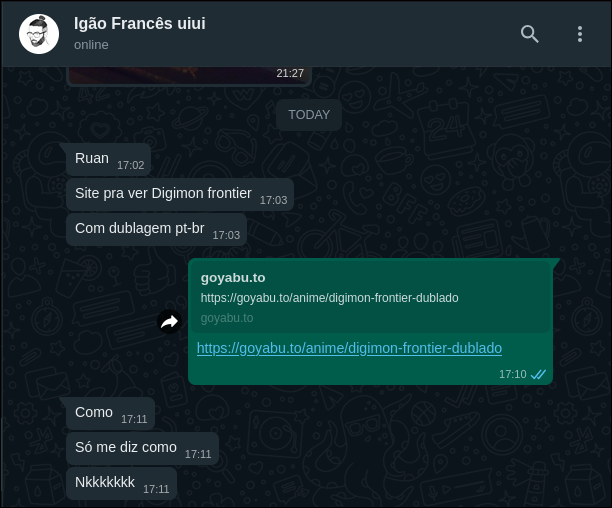 Igão Francês uiui
online
21:27
TODAY
Ruan 17:02
Site pra ver Digimon frontier 17:03
Com dublagem pt-br 17:03
goyabu.to
https://goyabu.to/anime/digimon-frontier-dublado
goyabu.to
https://goyabu.to/anime/digimon-frontier-dublado
17:10
Como 17:11
Só me diz como 17:11
Nkkkkkkk 17:11